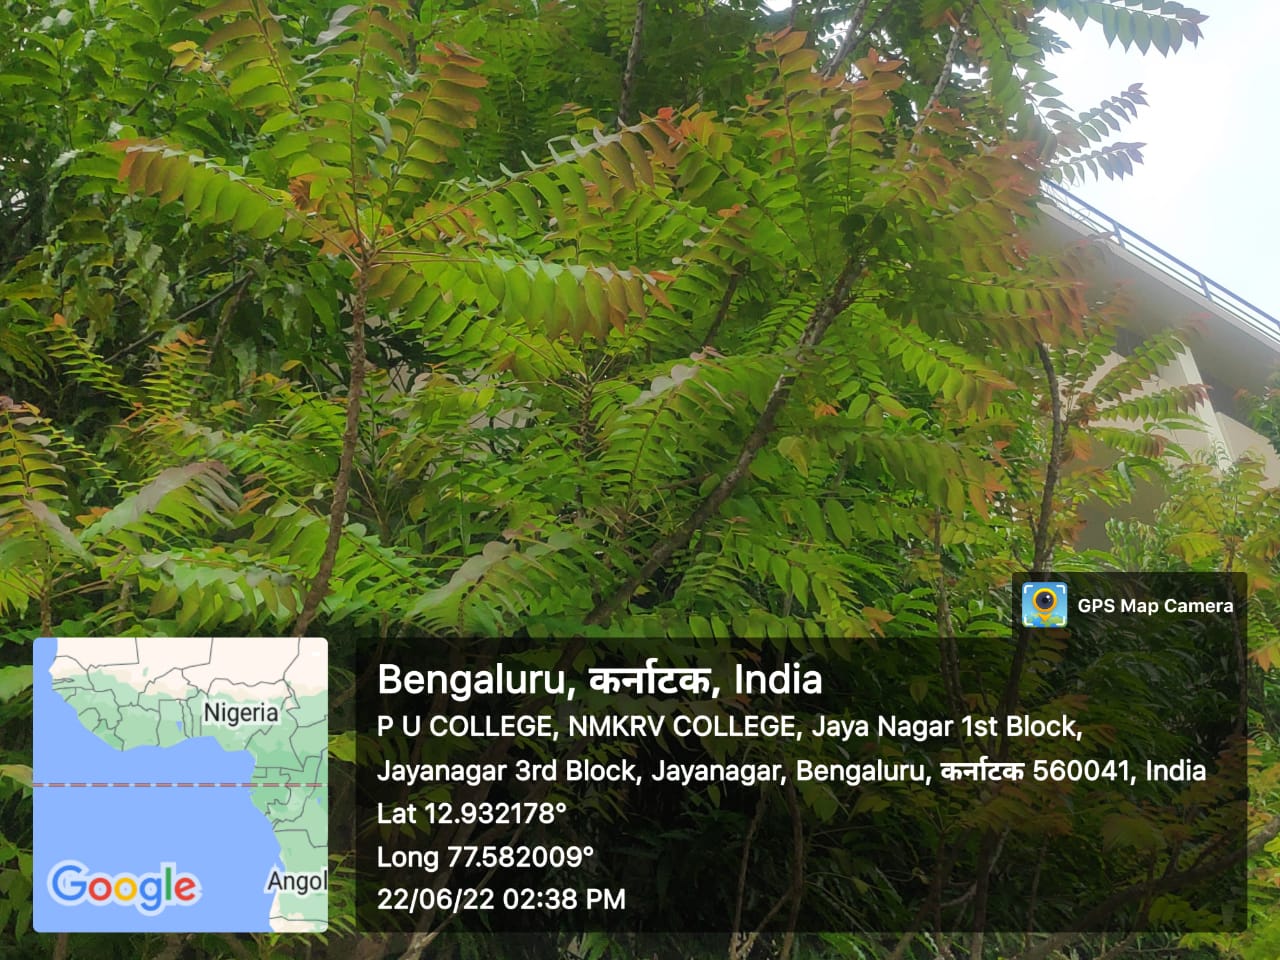 GPS Map Camera
Bengaluru, कर्नाटक, India
P U COLLEGE, NMKRV COLLEGE, Jaya Nagar 1st Block,
Jayanagar 3rd Block, Jayanagar, Bengaluru, कर्नाटक 560041, India
Lat 12.932178°
Long 77.582009°
22/06/22 02:38 PM
Nigeria
Angol
Google